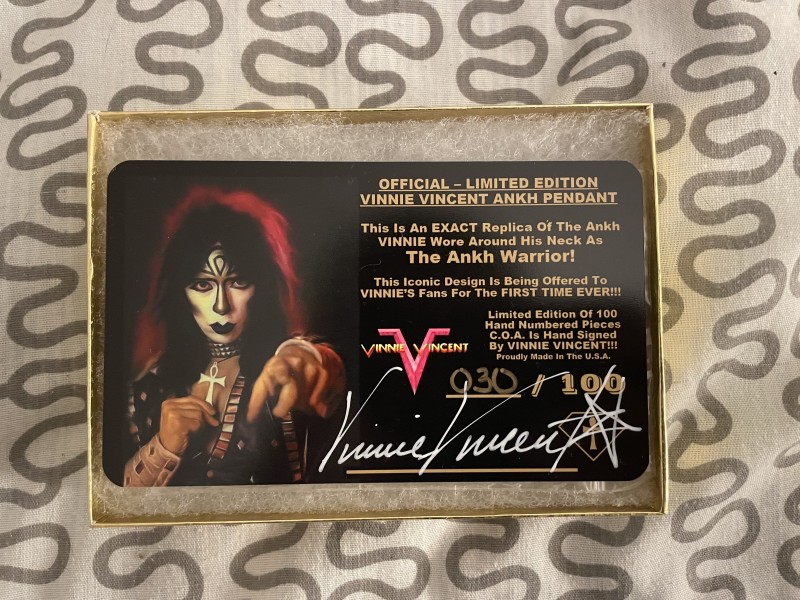 OFFICIAL – LIMITED EDITION
VINNIE VINCENT ANKH PENDANT
This Is An EXACT Replica Of The Ankh
VINNIE Wore Around His Neck As
The Ankh Warrior!
This Iconic Design Is Being Offered To
VINNIE'S Fans For The FIRST TIME EVER!!!
Limited Edition Of 100
Hand Numbered Pieces
C.O.A. Is Hand Signed
By VINNIE VINCENT!!!
Proudly Made In The U.S.A.
VINNIE VINCENT
030 / 100
Vinnie Vincent